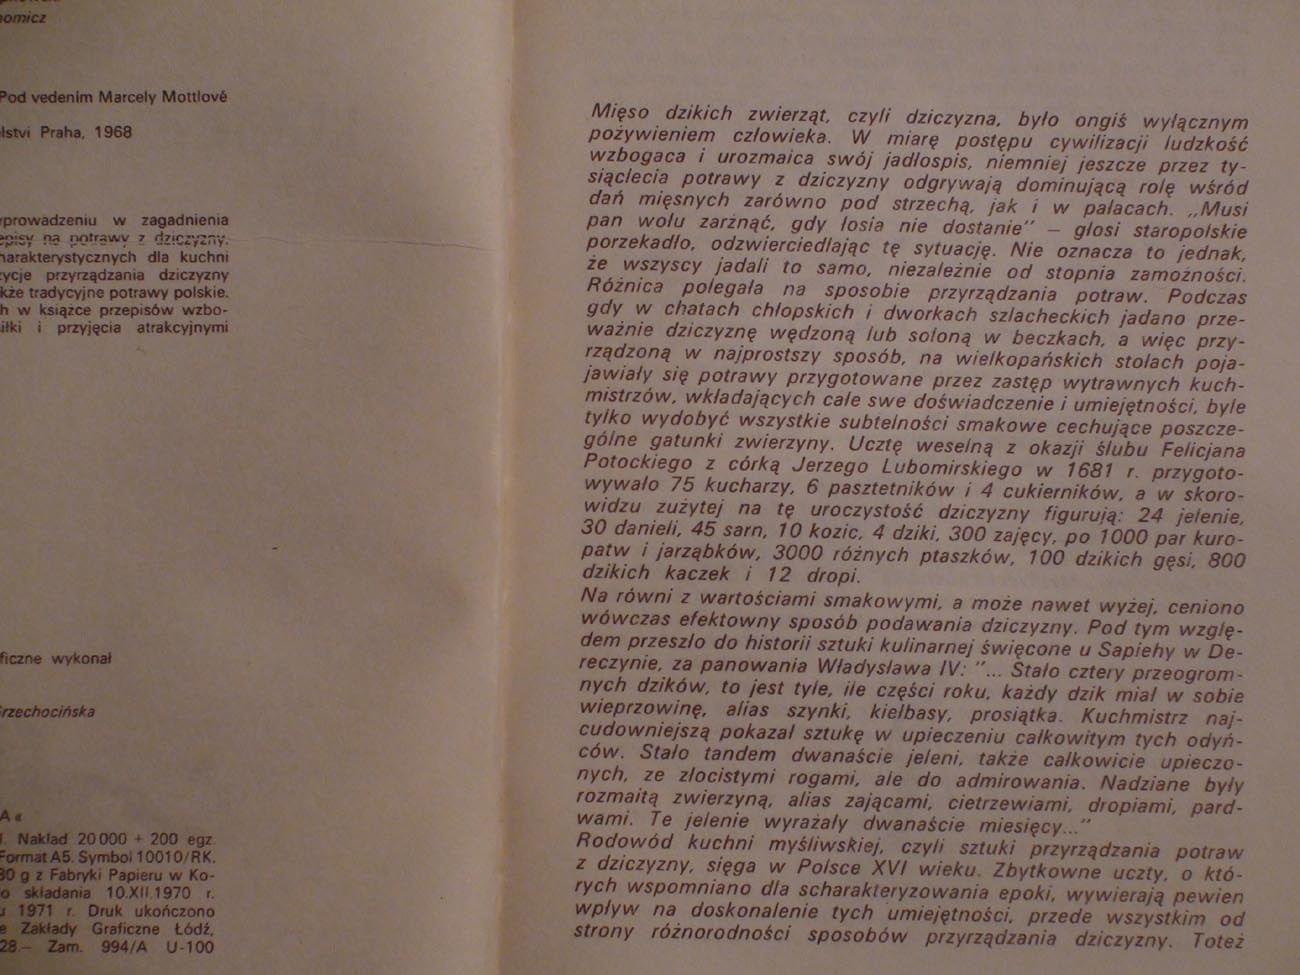 omicz
Pod vedenim Marcely Mottlové
lstvi Praha, 1968
prowadzeniu w zagadnienia
episy na potrawy z dziczyzny.
harakterystycznych dla kuchni
ycje przyrządzania dziczyzny
kże tradycyjne potrawy polskie.
h w książce przepisów wzbo-
iłki i przyjęcia atrakcyjnymi
ficzne wykonał
Grzechocińska
A«
Nakład 20 000 + 200 egz.
Format A5. Symbol 10010/RK.
80 g z Fabryki Papieru w Ko-
o składania 10.XII.1970 r.
u 1971 r. Druk ukończono
e Zakłady Graficzne Łódź,
28.– Zam. 994/A U-100
Mięso dzikich zwierząt, czyli dziczyzna, było ongiś wyłącznym
pożywieniem człowieka. W miarę postępu cywilizacji ludzkość
wzbogaca i urozmaica swój jadłospis, niemniej jeszcze przez ty-
siąclecia potrawy z dziczyzny odgrywają dominującą rolę wśród
dań mięsnych zarówno pod strzechą, jak i w pałacach. „Musi
pan wołu zarżnąć, gdy łosia nie dostanie" – głosi staropolskie
porzekadło, odzwierciedlając tę sytuację. Nie oznacza to jednak,
że wszyscy jadali to samo, niezależnie od stopnia zamożności.
Różnica polegała na sposobie przyrządzania potraw. Podczas
gdy w chatach chłopskich i dworkach szlacheckich jadano prze-
ważnie dziczyznę wędzoną lub soloną w beczkach, a więc przy-
rządzoną w najprostszy sposób, na wielkopańskich stołach poja-
jawiały się potrawy przygotowane przez zastęp wytrawnych kuch-
mistrzów, wkładających całe swe doświadczenie i umiejętności, byle
tylko wydobyć wszystkie subtelności smakowe cechujące poszcze-
gólne gatunki zwierzyny. Ucztę weselną z okazji ślubu Felicjana
Potockiego z córką Jerzego Lubomirskiego w 1681 r. przygoto-
wywało 75 kucharzy, 6 pasztetników i 4 cukierników, a w skoro-
widzu zużytej na tę uroczystość dziczyzny figurują: 24 jelenie,
30 danieli, 45 sarn, 10 kozic, 4 dziki, 300 zajęcy, po 1000 par kuro-
patw i jarząbków, 3000 różnych ptaszków, 100 dzikich gęsi, 800
dzikich kaczek i 12 dropi.
Na równi z wartościami smakowymi, a może nawet wyżej, ceniono
wówczas efektowny sposób podawania dziczyzny. Pod tym wzglę-
dem przeszło do historii sztuki kulinarnej święcone u Sapiehy w De-
reczynie, za panowania Władysława IV: "... Stało cztery przeogrom-
nych dzików, to jest tyle, ile części roku, każdy dzik miał w sobie
wieprzowinę, alias szynki, kiełbasy, prosiątka. Kuchmistrz naj-
cudowniejszą pokazał sztukę w upieczeniu całkowitym tych odyń-
ców. Stało tandem dwanaście jeleni, także całkowicie upieczo-
nych, ze złocistymi rogami, ale do admirowania. Nadziane były
rozmaitą zwierzyną, alias zającami, cietrzewiami, dropiami, pard-
wami. Te jelenie wyrażały dwanaście miesięcy..."
Rodowód kuchni myśliwskiej, czyli sztuki przyrządzania potraw
z dziczyzny, sięga w Polsce XVI wieku. Zbytkowne uczty, o któ-
rych wspomniano dla scharakteryzowania epoki, wywierają pewien
wpływ na doskonalenie tych umiejętności, przede wszystkim od
strony różnorodności sposobów przyrządzania dziczyzny. Toteż